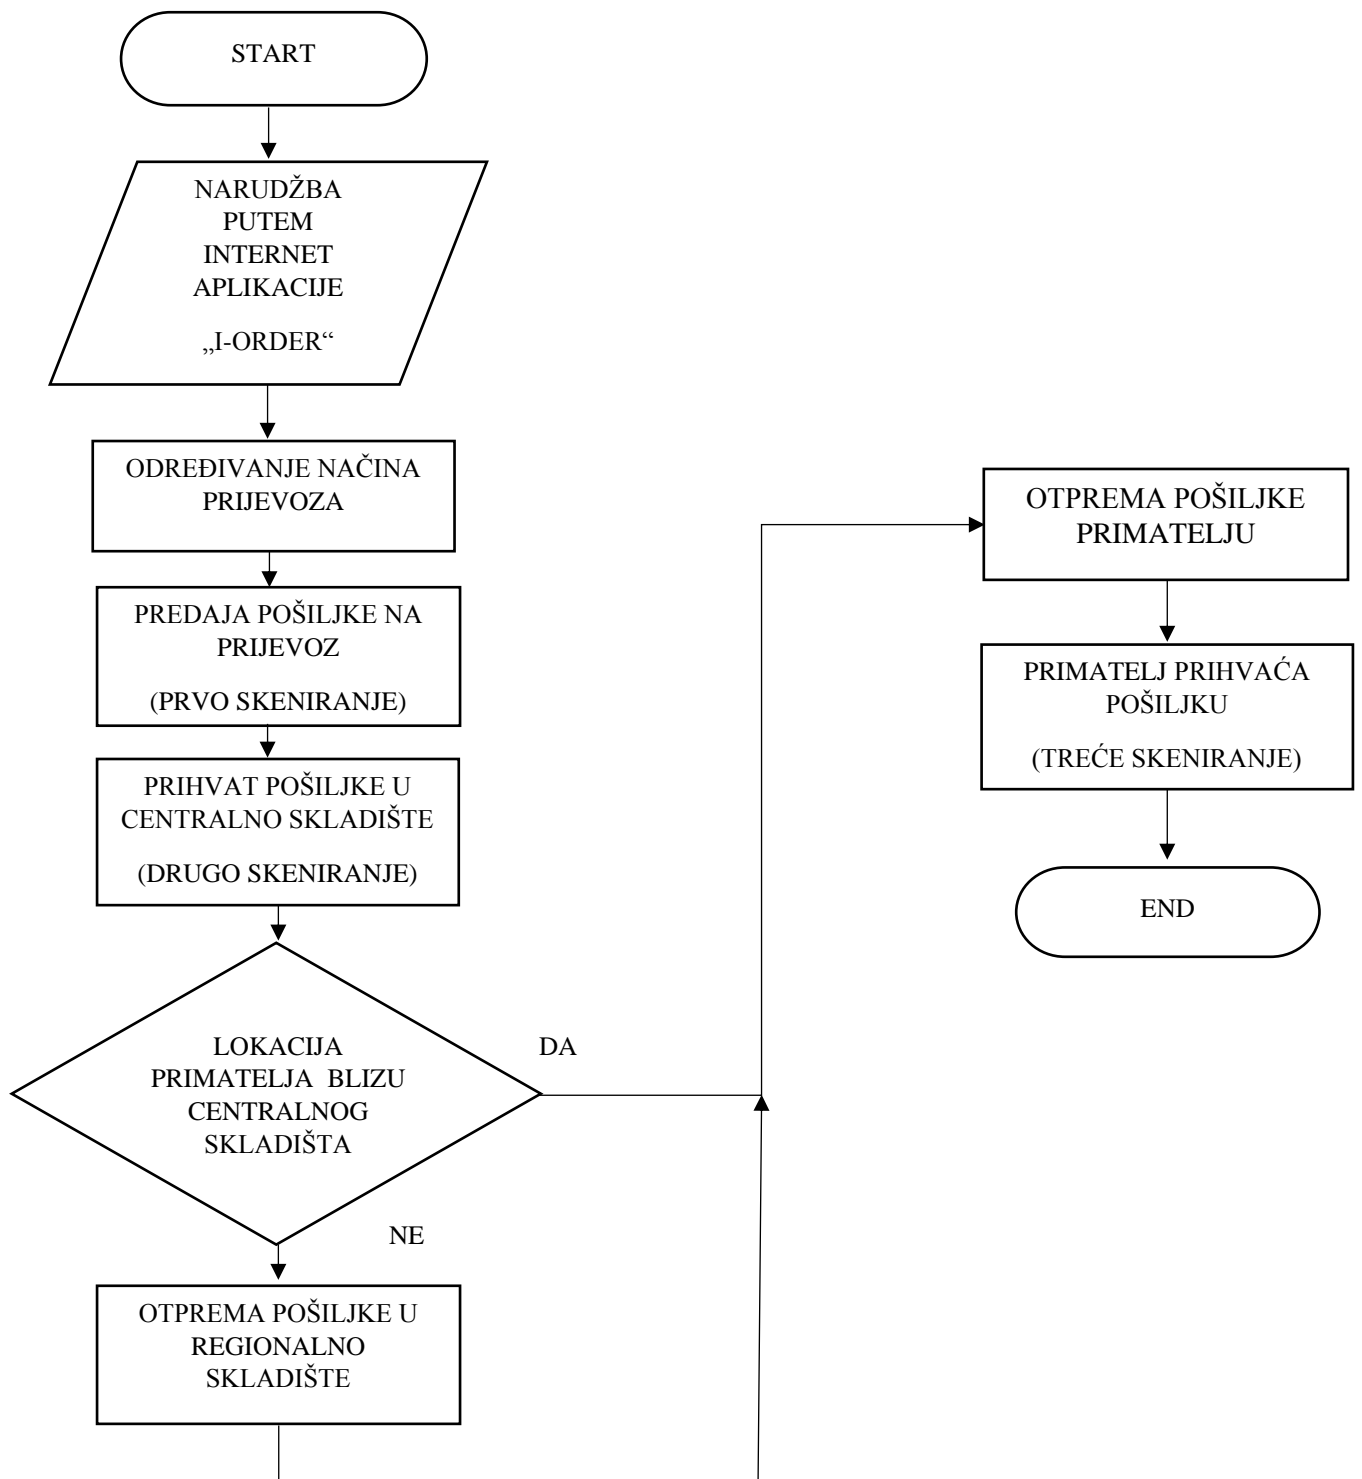 START
NARUDŽBA
PUTEM
INTERNET
APLIKACIJE
„I-ORDER“
ODREĐIVANJE NAČINA
PRIJEVOZA
PREDAJA POŠILJKE NA
PRIJEVOZ
(PRVO SKENIRANJE)
PRIHVAT POŠILJKE U
CENTRALNO SKLADIŠTE
(DRUGO SKENIRANJE)
LOKACIJA
PRIMATELJA BLIZU
CENTRALNOG
SKLADIŠTA
DA
NE
OTPREMA POŠILJKE U
REGIONALNO
SKLADIŠTE
OTPREMA POŠILJKE
PRIMATELJU
PRIMATELJ PRIHVAĆA
POŠILJKU
(TREĆE SKENIRANJE)
END